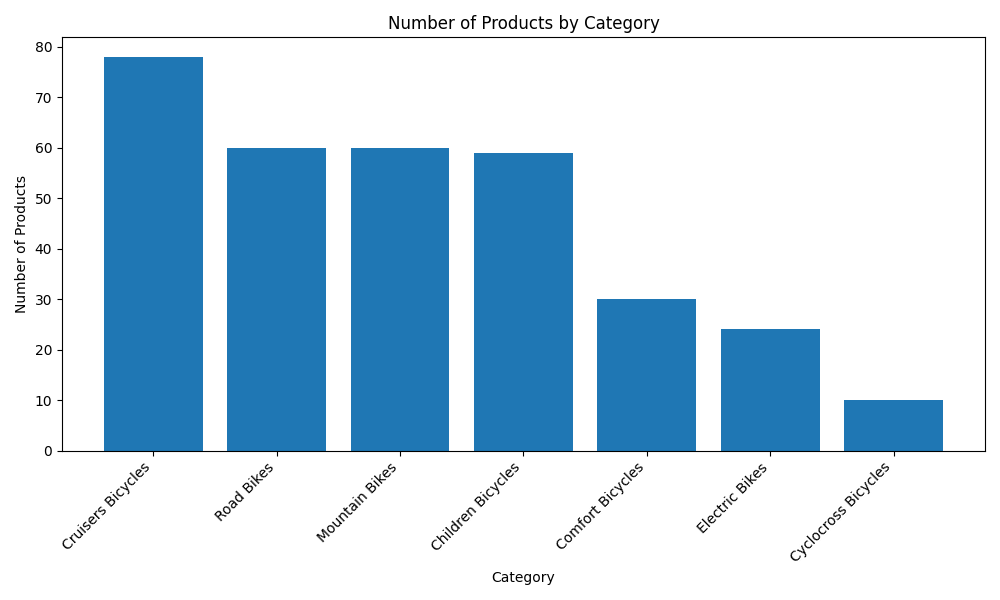 Number of Products by Category
Number of Products
80
70
60
50
40
30
20
10
0
Cruisers Bicycles
Road Bikes
Mountain Bikes
Children Bicycles
Comfort Bicycles
Electric Bikes
Cyclocross Bicycles
Category